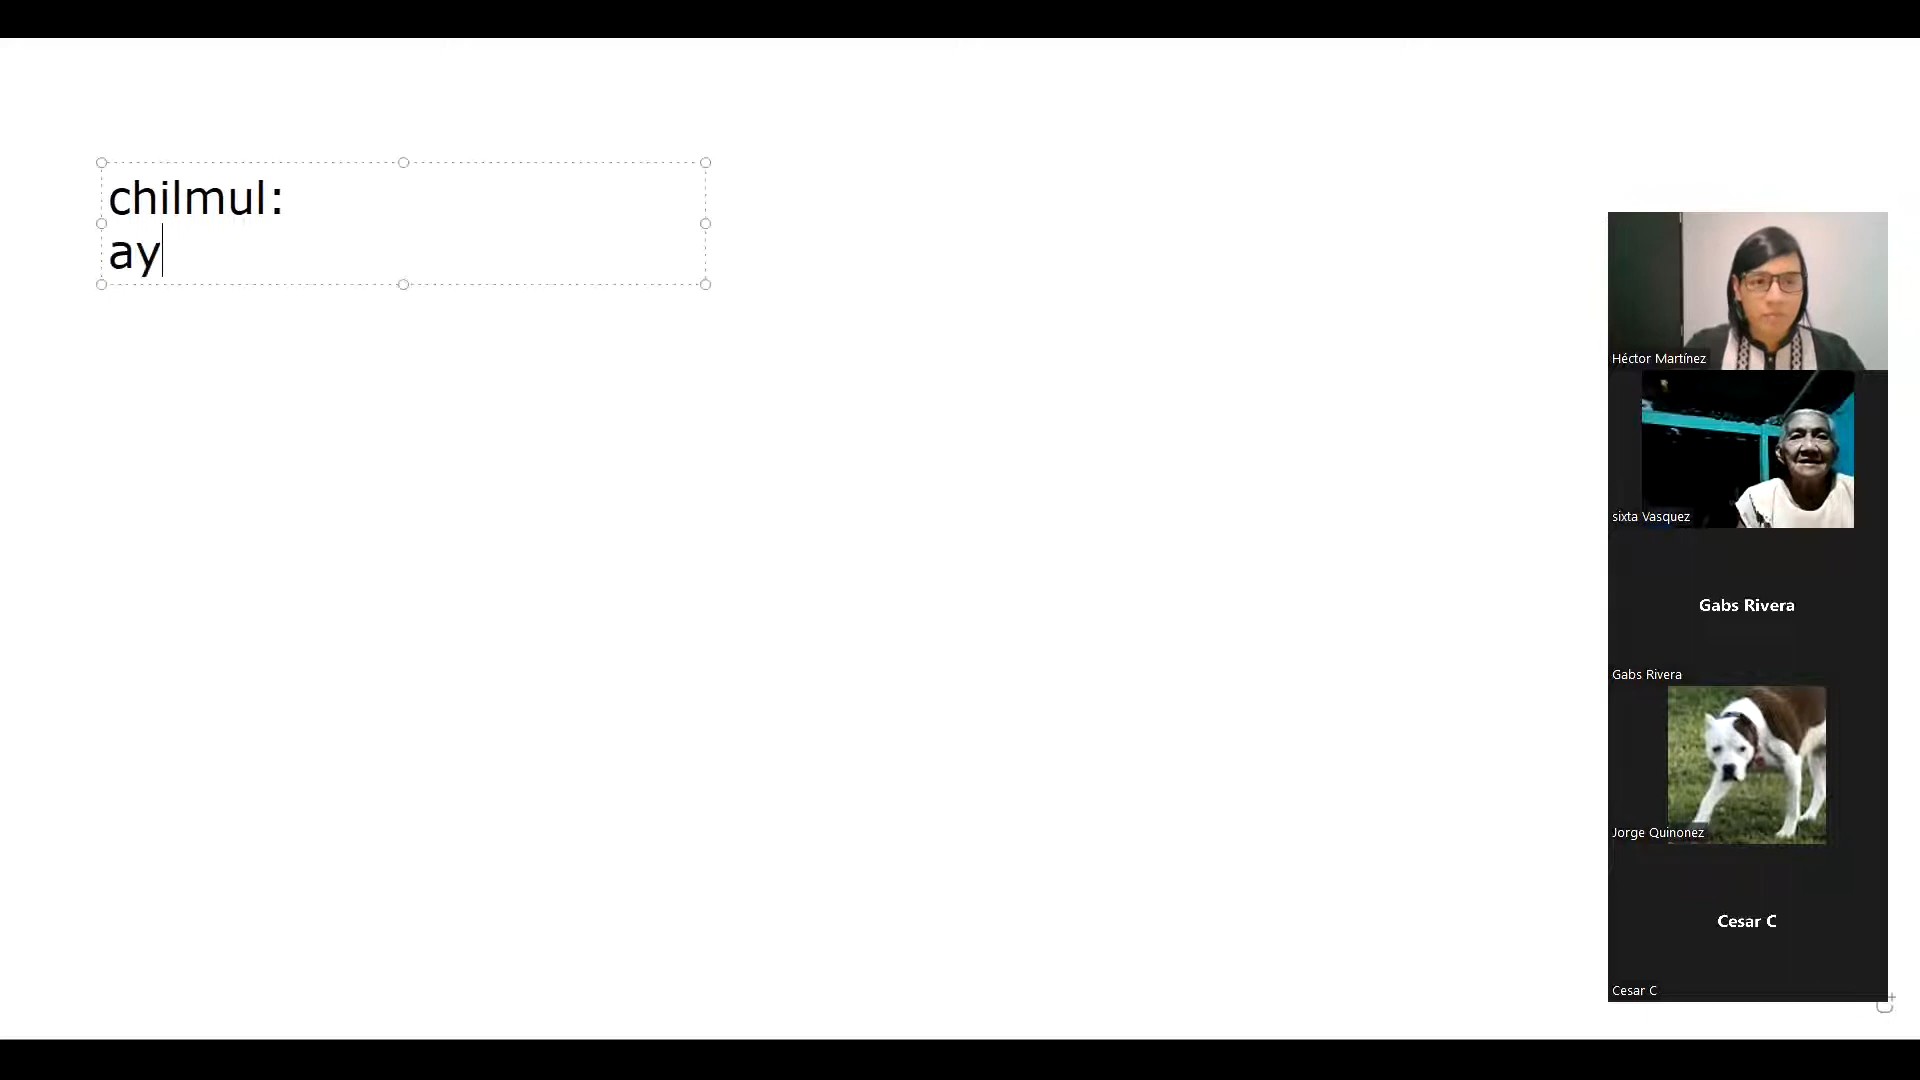 chilmul:
ay
Héctor Martínez
sixta Vasquez
Gabs Rivera
Gabs Rivera
Jorge Quinonez
Cesar C
Cesar C